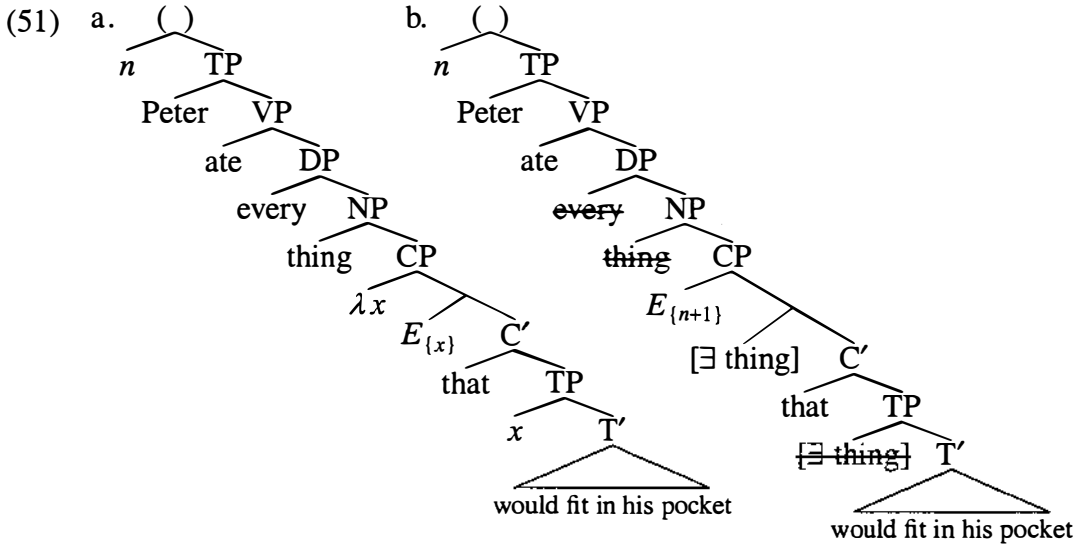 (51) a. ( ) b. ( )
n TP n TP
Peter VP Peter VP
ate DP ate DP
every NP every NP
thing CP thing CP
λx E{n+1}
E{x} C′ [∃ thing] C′
that TP that TP
x T′ [∃ thing] T′
would fit in his pocket would fit in his pocket